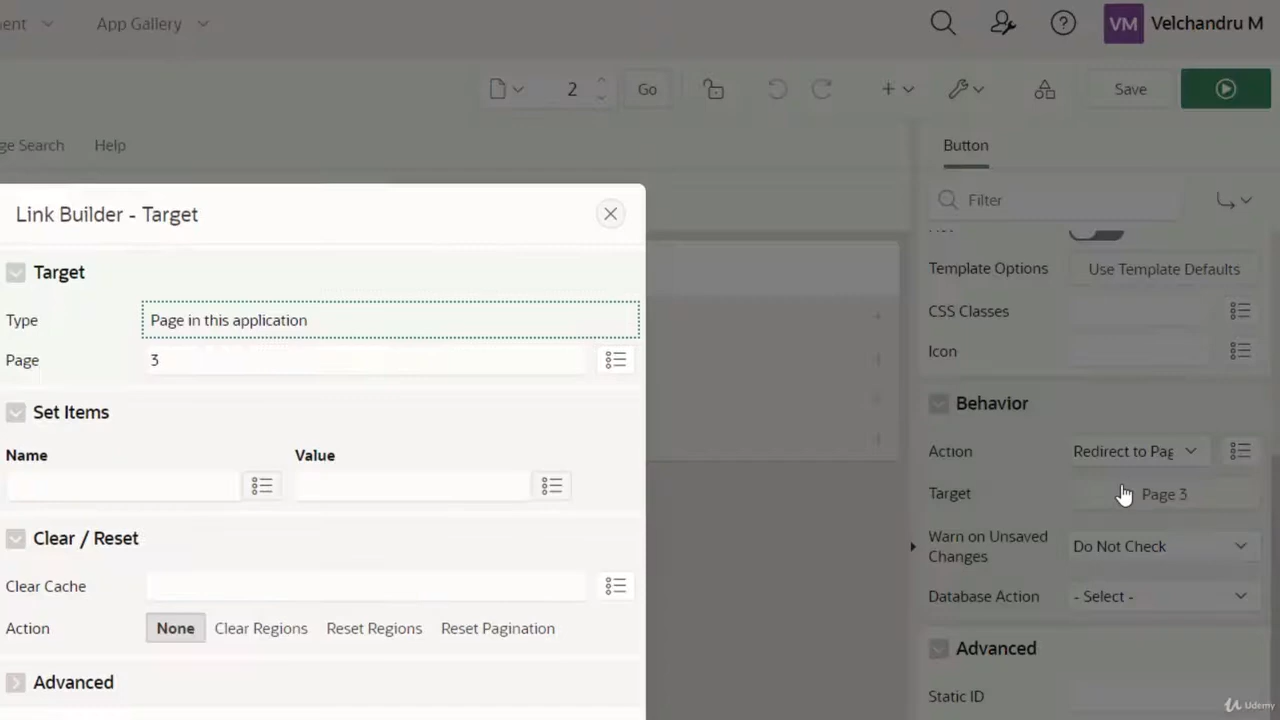 ent App Gallery VM Velchandru M
2 Go Save
ge Search Help Button
Link Builder - Target Filter
Target
Template Options Use Template Defaults
Type Page in this application CSS Classes
Page 3 Icon
Set Items Behavior
Name Value Action Redirect to Pag
Target Page 3
Clear / Reset Warn on Unsaved Changes Do Not Check
Clear Cache Database Action - Select -
Action None Clear Regions Reset Regions Reset Pagination
Advanced
Advanced Static ID
Udemy